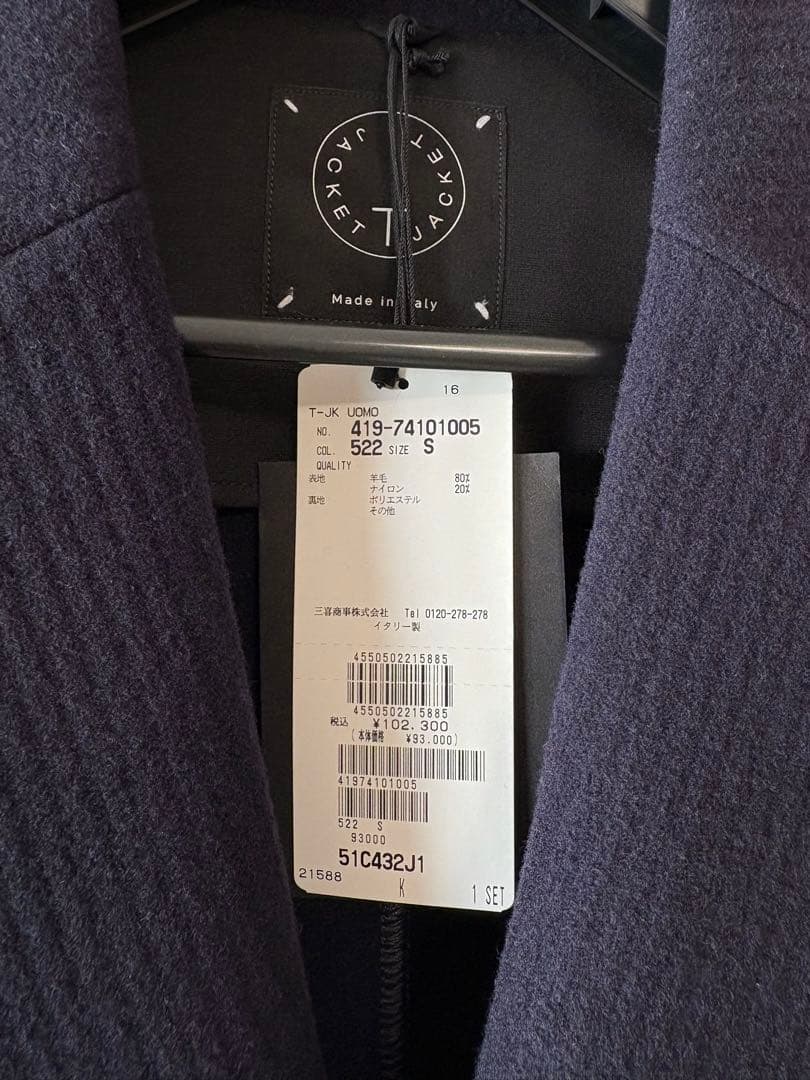 JACKET
JACKET
T
Made in Italy
16
T-JK UOMO
NO. 419-74101005
COL. 522 SIZE S
QUALITY
表地 羊毛 80%
ナイロン 20%
裏地 ポリエステル
その他
三喜商事株式会社 Tel 0120-278-278
イタリー製
4550502215885
4550502215885
税込 ¥102.300
(本体価格 ¥93.000)
41974101005
522 S
93000
51C432J1
21588 K 1 SET